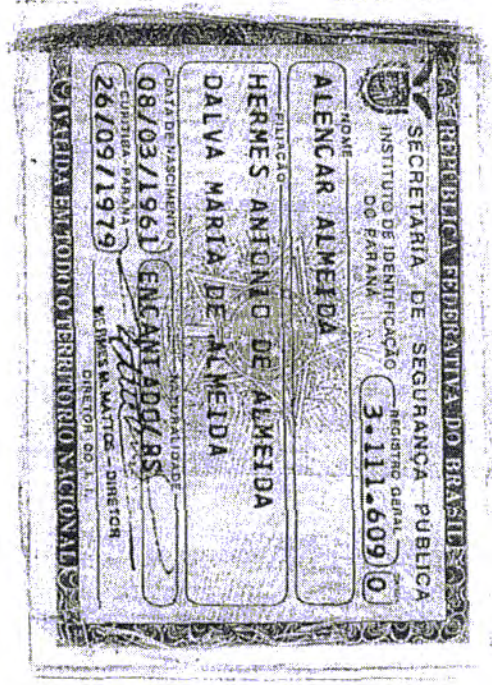 REPÚBLICA FEDERATIVA DO BRASIL
SECRETARIA DE SEGURANÇA PÚBLICA
INSTITUTO DE IDENTIFICAÇÃO
DO PARANÁ
REGISTRO GERAL
3.111.609 0
NOME
ALENCAR ALMEIDA
FILIAÇÃO
HERMES ANTONIO DE ALMEIDA
DALVA MARIA DE ALMEIDA
DATA DE NASCIMENTO NATURALIDADE
08/03/1961 ENCANTADO/RS
CURITIBA-PARANÁ
26/09/1979
M. MATTOS - DIRETOR
DIRETOR DO I.I.
VÁLIDA EM TODO O TERRITÓRIO NACIONAL